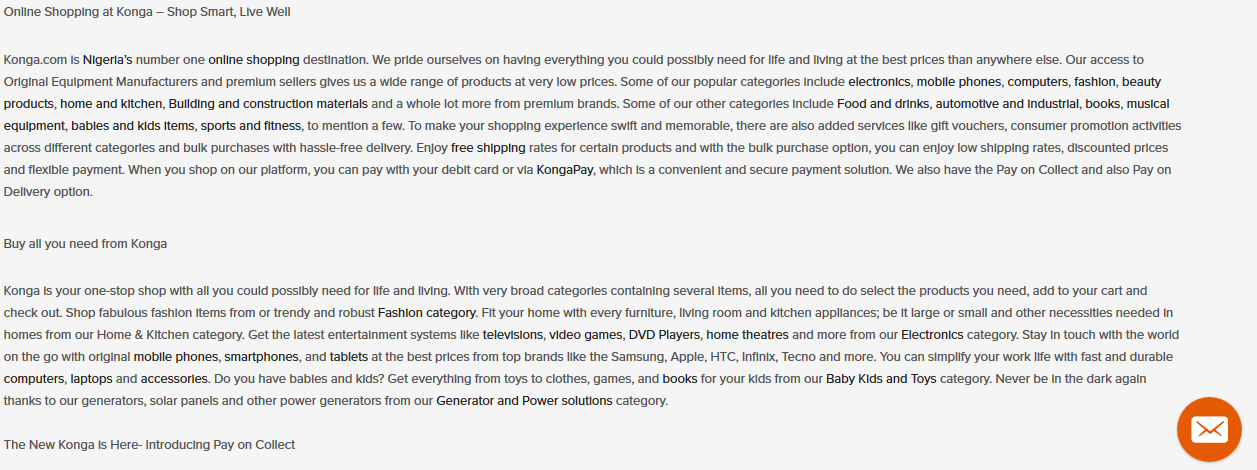 Online Shopping at Konga – Shop Smart, Live Well
Konga.com is Nigeria's number one online shopping destination. We pride ourselves on having everything you could possibly need for life and living at the best prices than anywhere else. Our access to
Original Equipment Manufacturers and premium sellers gives us a wide range of products at very low prices. Some of our popular categories include electronics, mobile phones, computers, fashion, beauty
products, home and kitchen, Building and construction materials and a whole lot more from premium brands. Some of our other categories include Food and drinks, automotive and industrial, books, musical
equipment, babies and kids items, sports and fitness, to mention a few. To make your shopping experience swift and memorable, there are also added services like gift vouchers, consumer promotion activities
across different categories and bulk purchases with hassle-free delivery. Enjoy free shipping rates for certain products and with the bulk purchase option, you can enjoy low shipping rates, discounted prices
and flexible payment. When you shop on our platform, you can pay with your debit card or via KongaPay, which is a convenient and secure payment solution. We also have the Pay on Collect and also Pay on
Delivery option.
Buy all you need from Konga
Konga is your one-stop shop with all you could possibly need for life and living. With very broad categories containing several items, all you need to do select the products you need, add to your cart and
check out. Shop fabulous fashion items from or trendy and robust Fashion category. Fit your home with every furniture, living room and kitchen appliances; be it large or small and other necessities needed in
homes from our Home & Kitchen category. Get the latest entertainment systems like televisions, video games, DVD Players, home theatres and more from our Electronics category. Stay in touch with the world
on the go with original mobile phones, smartphones, and tablets at the best prices from top brands like the Samsung, Apple, HTC, Infinix, Tecno and more. You can simplify your work life with fast and durable
computers, laptops and accessories. Do you have babies and kids? Get everything from toys to clothes, games, and books for your kids from our Baby Kids and Toys category. Never be in the dark again
thanks to our generators, solar panels and other power generators from our Generator and Power solutions category.
The New Konga is Here- Introducing Pay on Collect